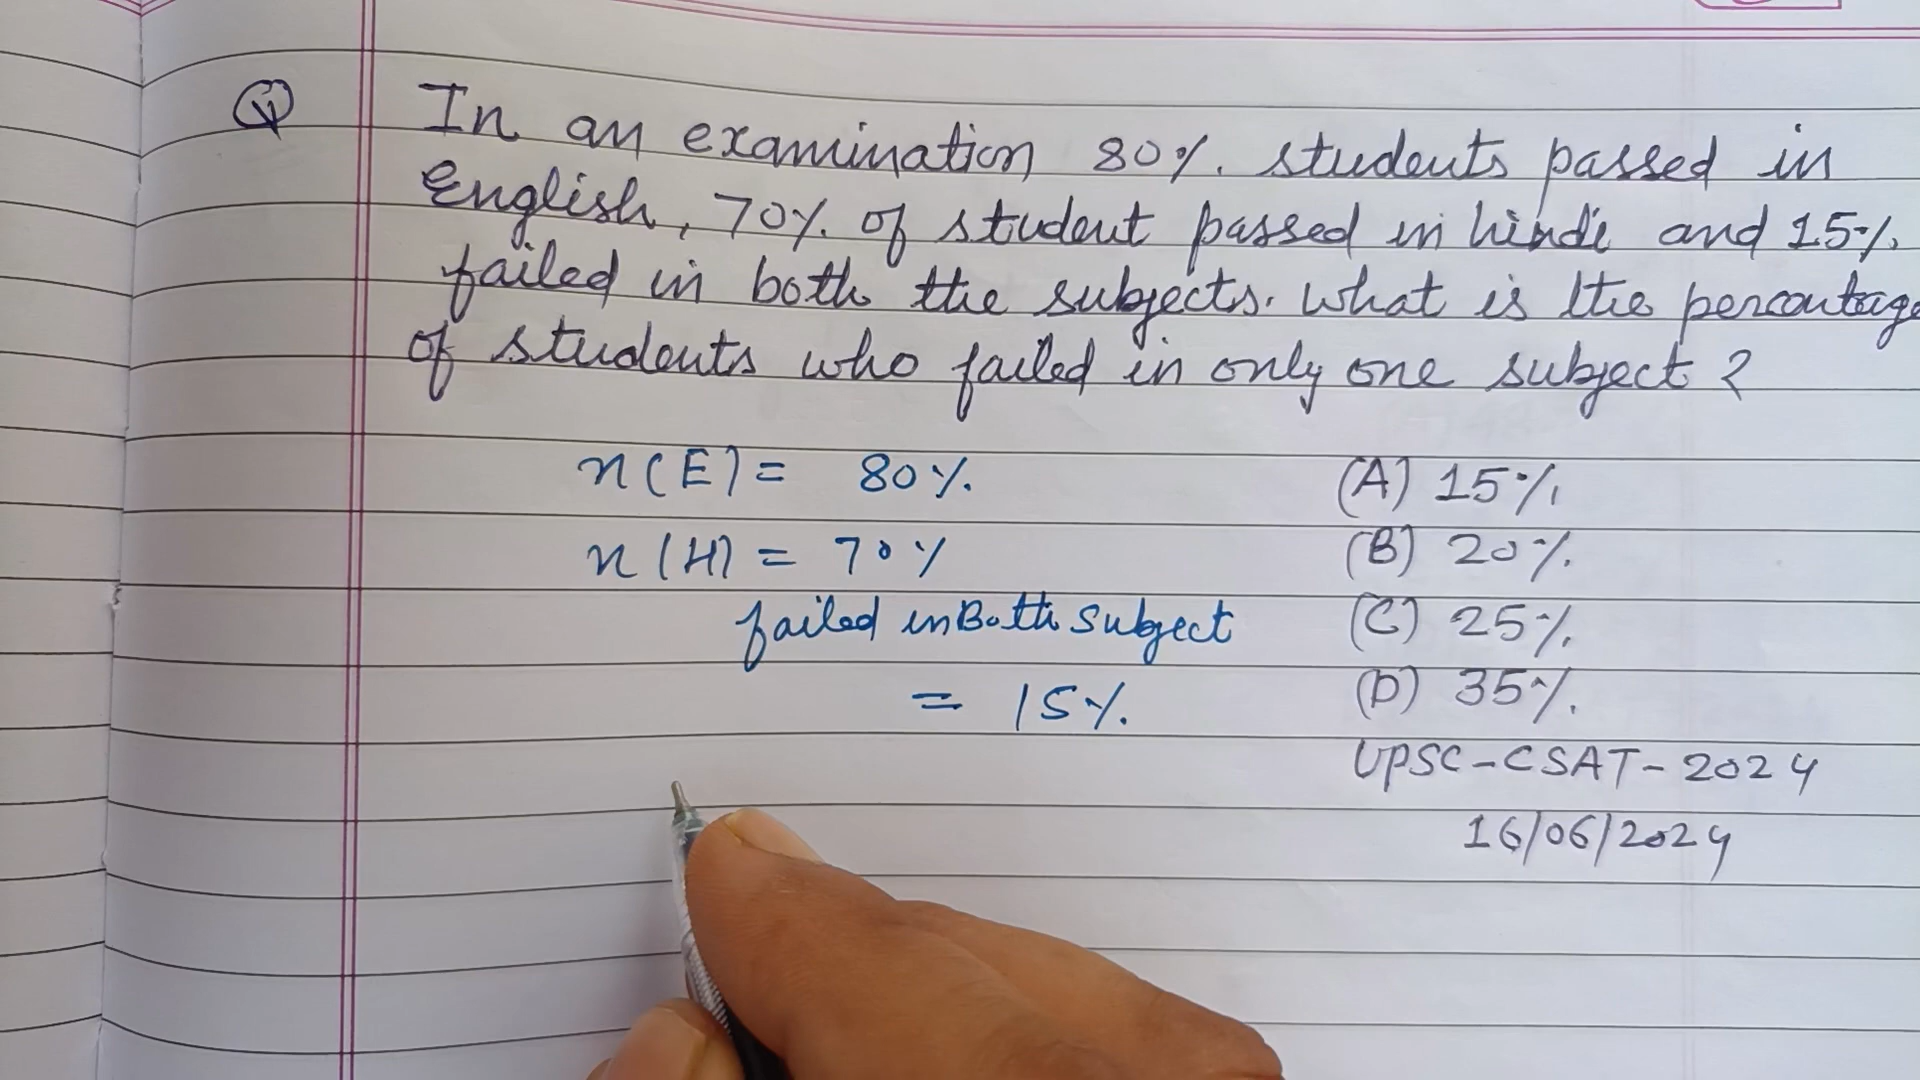 Q In an examination 80%. students passed in
English, 70%. of student passed in hindi and 15%.
failed in both the subjects. What is the percentage
of students who failed in only one subject ?
n(E) = 80%. (A) 15%.
n(H) = 70% (B) 20%.
failed in Both Subject (C) 25%.
= 15%. (D) 35%.
UPSC-CSAT-2024
16/06/2024